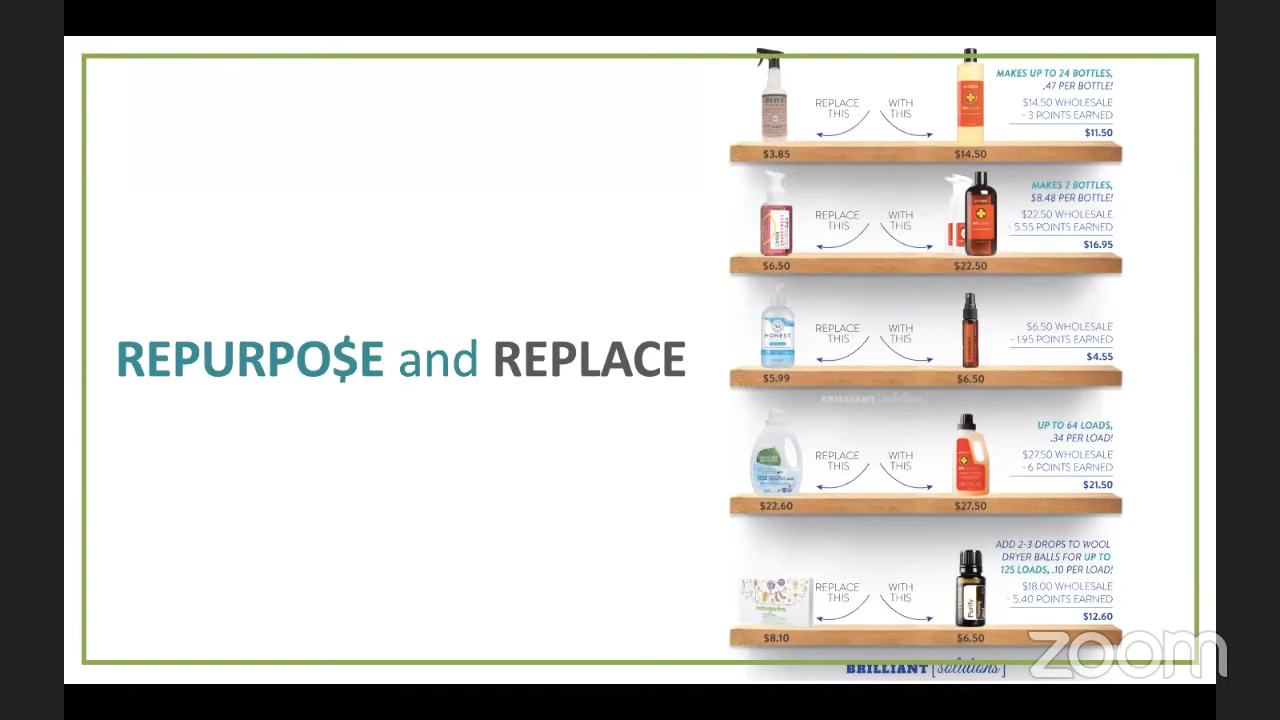 REPURPO$E and REPLACE
MAKES UP TO 24 BOTTLES,
.47 PER BOTTLE!
REPLACE THIS
WITH THIS
$14.50 WHOLESALE
- 3 POINTS EARNED
$11.50
$3.85
$14.50
MAKES 2 BOTTLES,
$8.48 PER BOTTLE!
REPLACE THIS
WITH THIS
$22.50 WHOLESALE
- 5.55 POINTS EARNED
$16.95
$6.50
$22.50
HONEST
REPLACE THIS
WITH THIS
$6.50 WHOLESALE
- 1.95 POINTS EARNED
$4.55
$5.99
$6.50
BRILLIANT [solutions]
UP TO 64 LOADS,
.34 PER LOAD!
REPLACE THIS
WITH THIS
$27.50 WHOLESALE
- 6 POINTS EARNED
$21.50
$22.60
$27.50
ADD 2-3 DROPS TO WOOL
DRYER BALLS FOR UP TO
125 LOADS, .10 PER LOAD!
babyganics
REPLACE THIS
WITH THIS
Purify
$18.00 WHOLESALE
- 5.40 POINTS EARNED
$12.60
$8.10
$6.50
BRILLIANT [solutions]
zoom